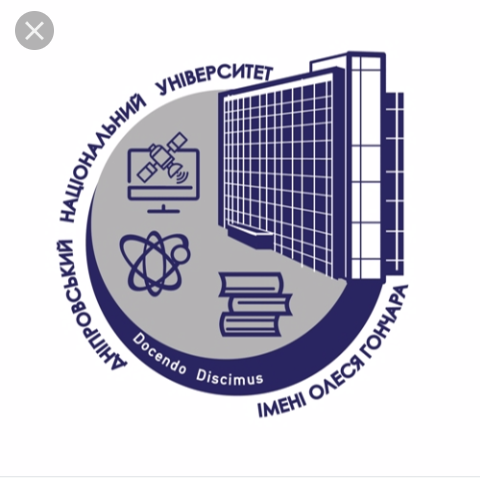 ДНІПРОВСЬКИЙ НАЦІОНАЛЬНИЙ УНІВЕРСИТЕТ
ІМЕНІ ОЛЕСЯ ГОНЧАРА
Docendo Discimus